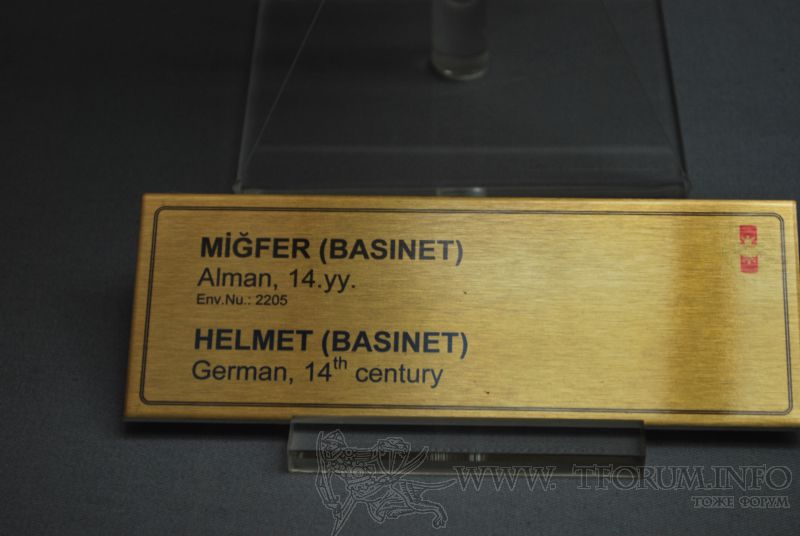 MİĞFER (BASINET)
Alman, 14.yy.
Env.Nu.: 2205
HELMET (BASINET)
German, 14th century
WWW. TFORUM.INFO
ТОЖЕ ФОРУМ